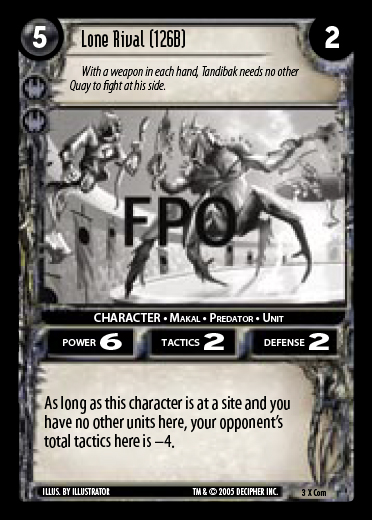 5
Lone Rival (126B)
2
With a weapon in each hand, Tandibak needs no other
Quay to fight at his side.
FPO
CHARACTER • MAKAL • PREDATOR • UNIT
POWER 6
TACTICS 2
DEFENSE 2
As long as this character is at a site and you
have no other units here, your opponent's
total tactics here is –4.
ILLUS. BY ILLUSTRATOR
TM & © 2005 DECIPHER INC.
3 X Com